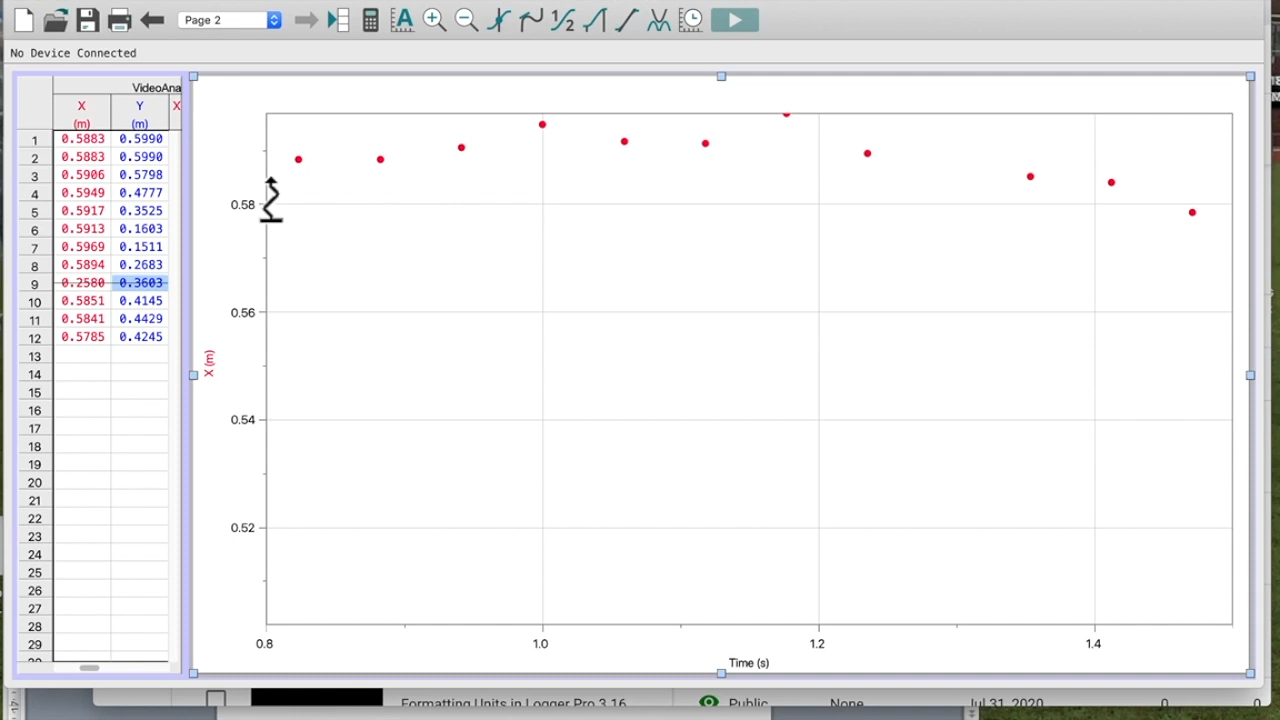 Page 2
A
1/2
No Device Connected
VideoAna
X Y X
(m) (m)
1 0.5883 0.5990
2 0.5883 0.5990
3 0.5906 0.5798
4 0.5949 0.4777
5 0.5917 0.3525
6 0.5913 0.1603
7 0.5969 0.1511
8 0.5894 0.2683
9 0.2580 0.3603
10 0.5851 0.4145
11 0.5841 0.4429
12 0.5785 0.4245
13
14
15
16
17
18
19
20
21
22
23
24
25
26
27
28
29
0.58
0.56
X (m)
0.54
0.52
0.8 1.0 1.2 1.4
Time (s)
Formatting Units in Logger Pro 3.16 Public None Jul 31, 2020 0 0